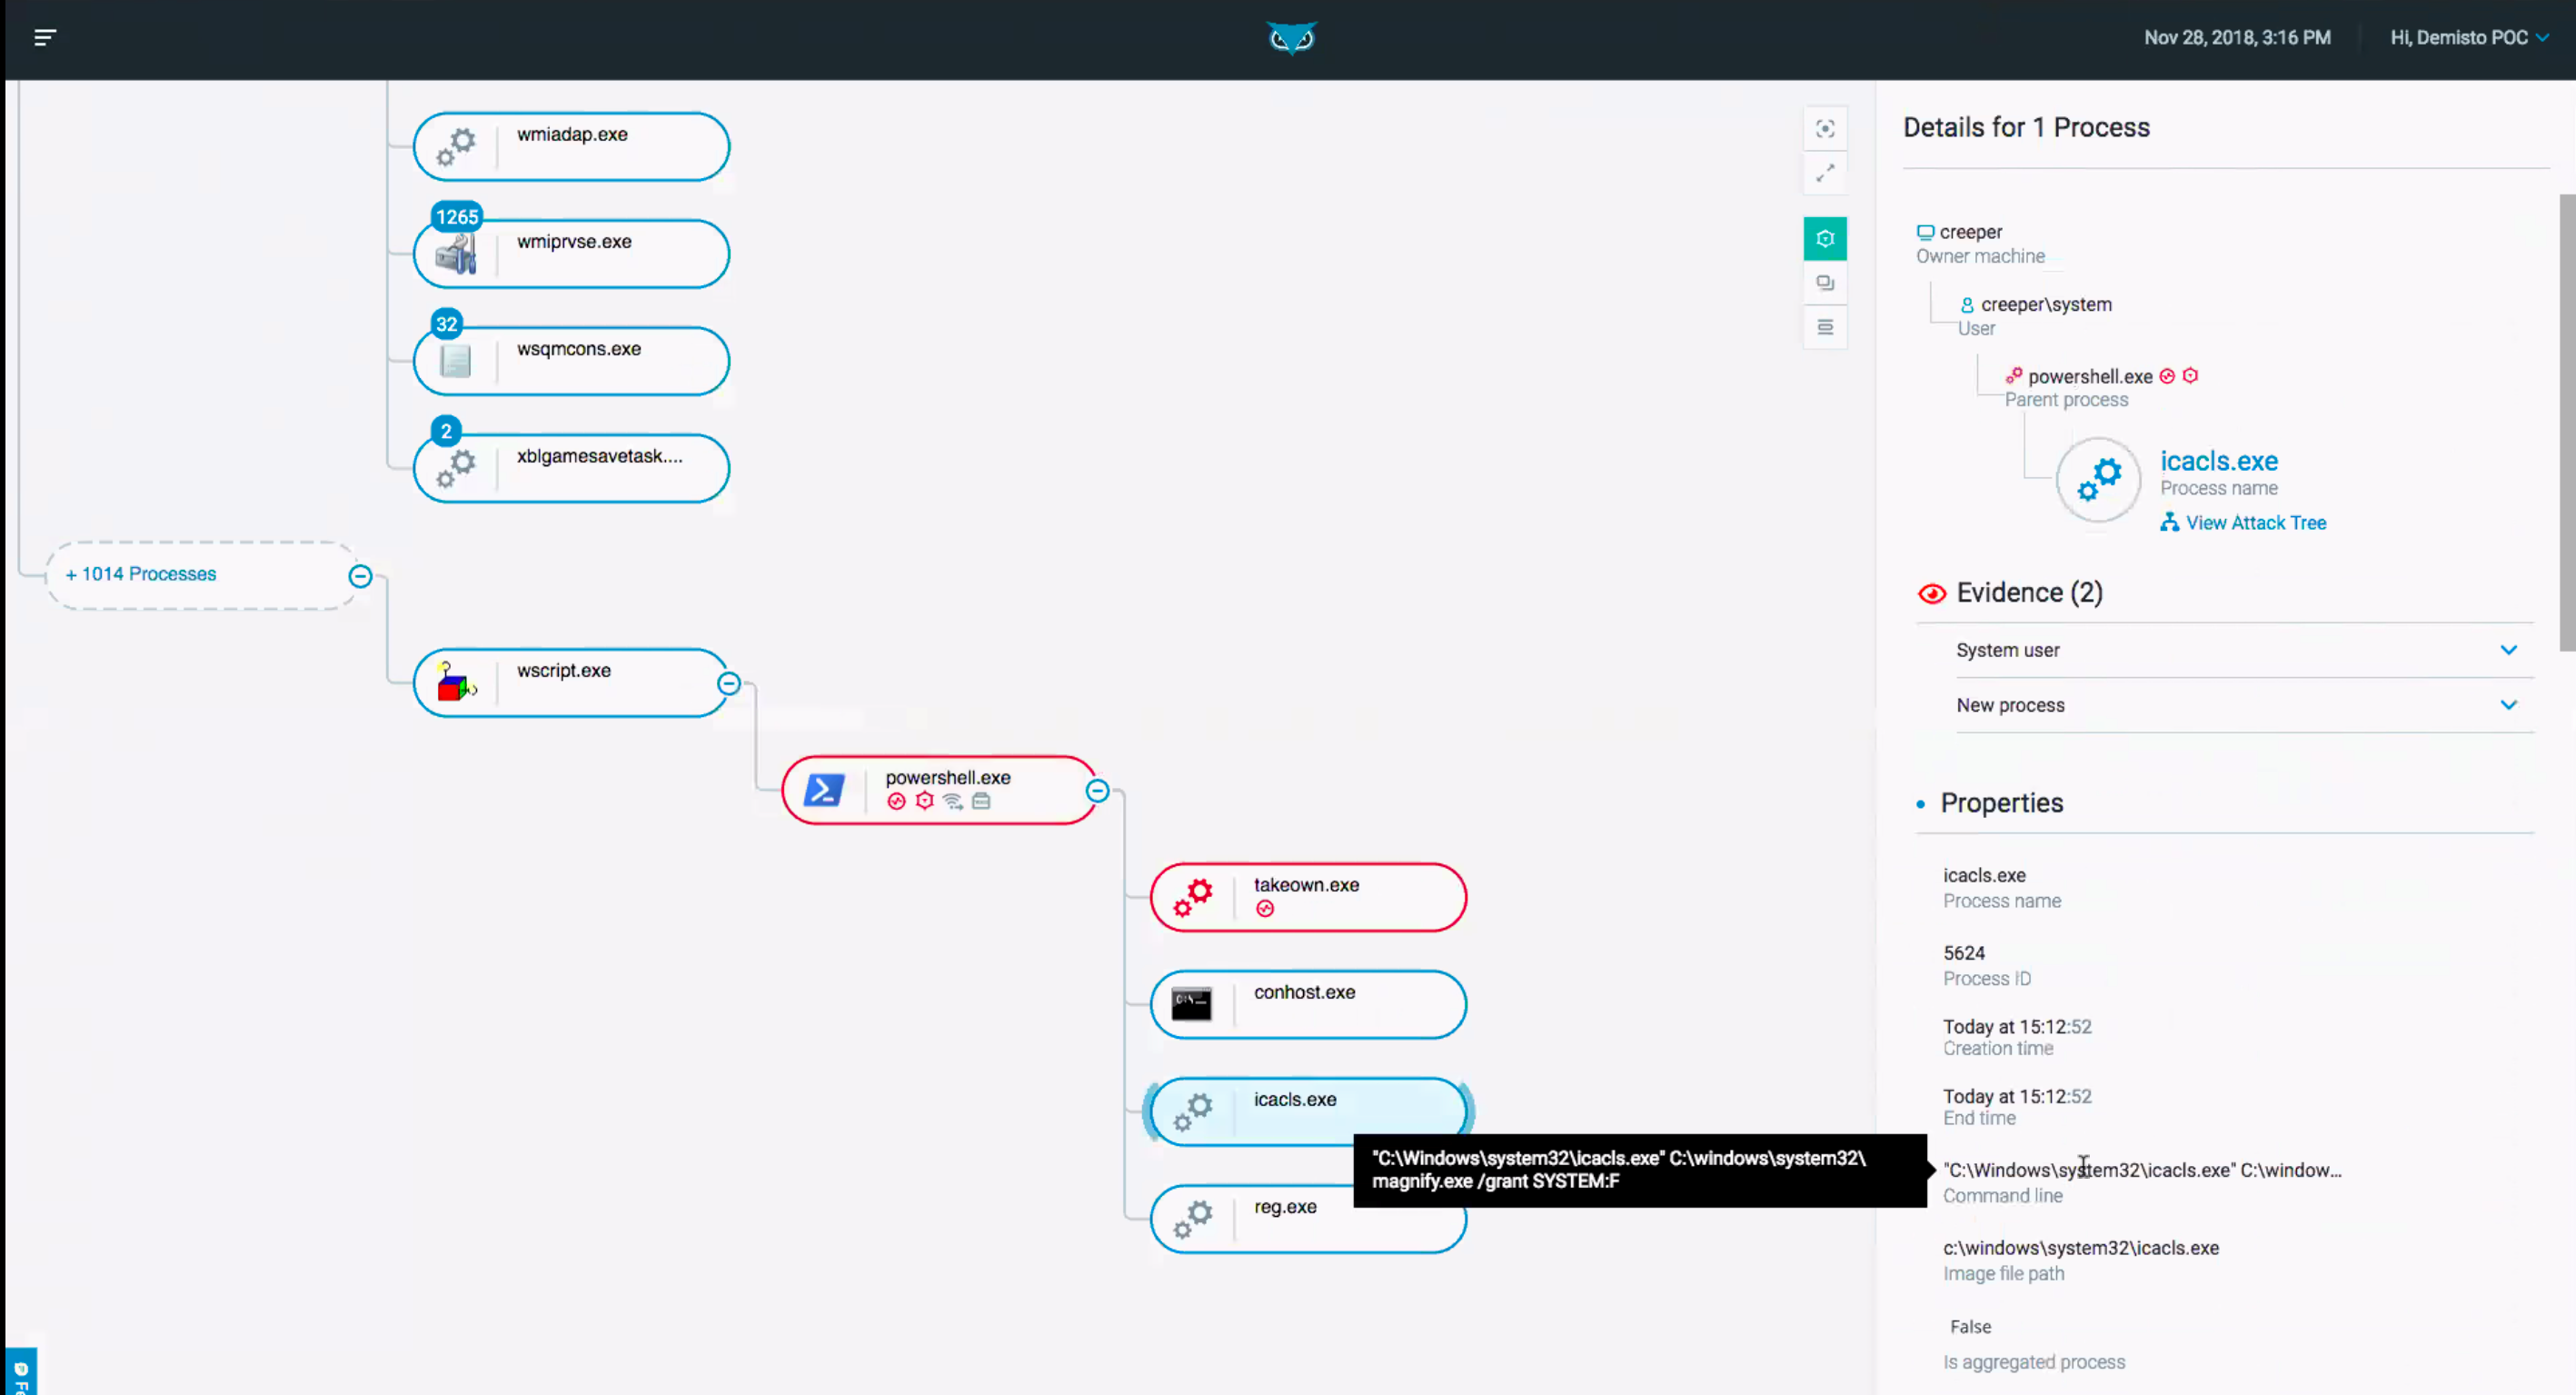 Nov 28, 2018, 3:16 PM
Hi, Demisto POC
wmiadap.exe
1265
wmiprvse.exe
32
wsqmcons.exe
2
xblgamesavetask....
+ 1014 Processes
wscript.exe
powershell.exe
takeown.exe
C:\_
conhost.exe
icacls.exe
reg.exe
"C:\Windows\system32\icacls.exe" C:\windows\system32\
magnify.exe /grant SYSTEM:F
Details for 1 Process
creeper
Owner machine
creeper\system
User
powershell.exe
Parent process
icacls.exe
Process name
View Attack Tree
Evidence (2)
System user
New process
Properties
icacls.exe
Process name
5624
Process ID
Today at 15:12:52
Creation time
Today at 15:12:52
End time
"C:\Windows\system32\icacls.exe" C:\window...
Command line
c:\windows\system32\icacls.exe
Image file path
False
Is aggregated process